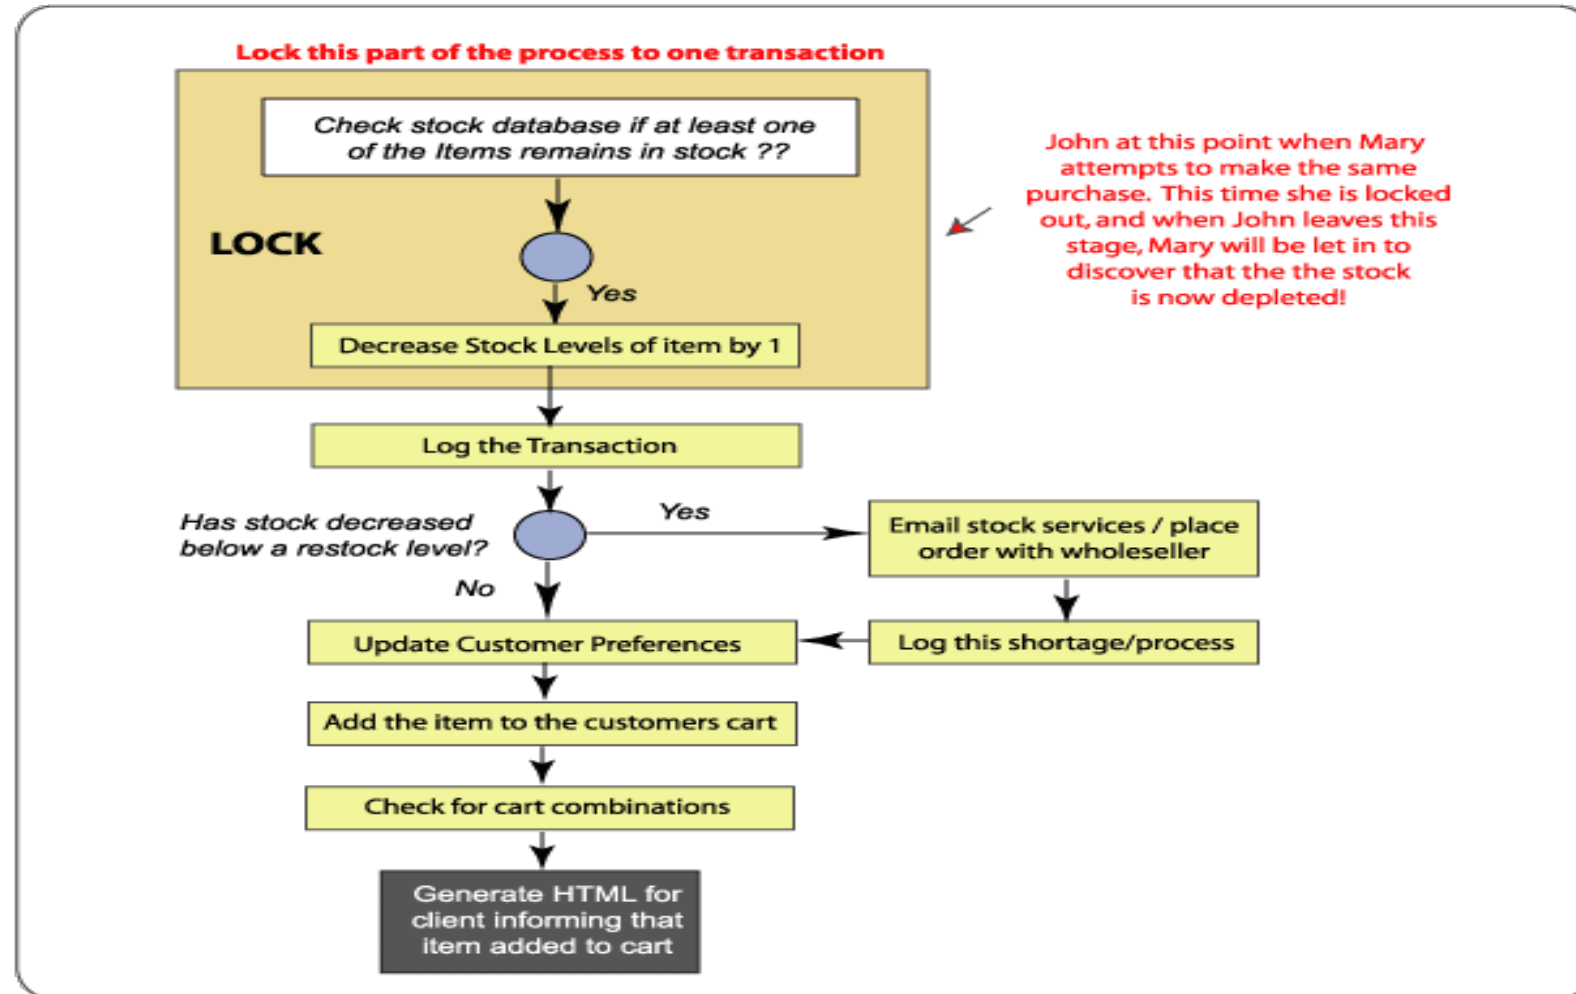 Lock this part of the process to one transaction
Check stock database if at least one
of the Items remains in stock ??
LOCK
Yes
Decrease Stock Levels of item by 1
John at this point when Mary
attempts to make the same
purchase. This time she is locked
out, and when John leaves this
stage, Mary will be let in to
discover that the the stock
is now depleted!
Log the Transaction
Has stock decreased
below a restock level?
Yes
Email stock services / place
order with wholeseller
No
Update Customer Preferences
Log this shortage/process
Add the item to the customers cart
Check for cart combinations
Generate HTML for
client informing that
item added to cart